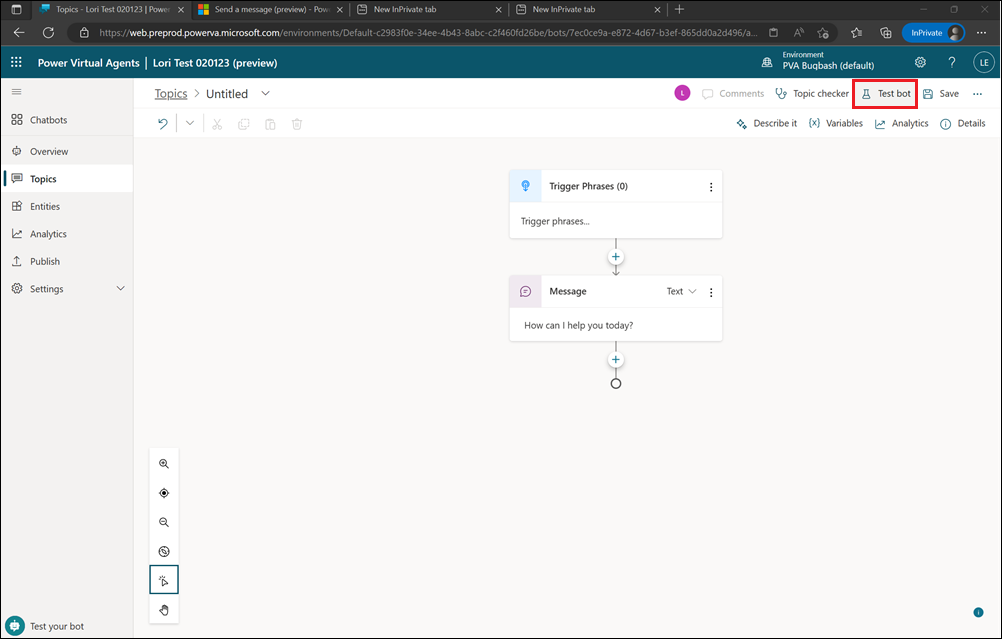 Topics - Lori Test 020123 | Power
Send a message (preview) - Powe
New InPrivate tab
New InPrivate tab
https://web.preprod.powerva.microsoft.com/environments/Default-c2983f0e-34ee-4b43-8abc-c2f460fd26be/bots/7ec0ce9a-e872-4d67-b3ef-865dd0a2d496/a...
InPrivate
Power Virtual Agents | Lori Test 020123 (preview)
Environment
PVA Bugbash (default)
?
LE
Topics > Untitled
L
Comments
Topic checker
Test bot
Save
...
Describe it
Variables
Analytics
Details
Chatbots
Overview
Topics
Entities
Analytics
Publish
Settings
Trigger Phrases (0)
Trigger phrases...
Message
Text
How can I help you today?
Test your bot